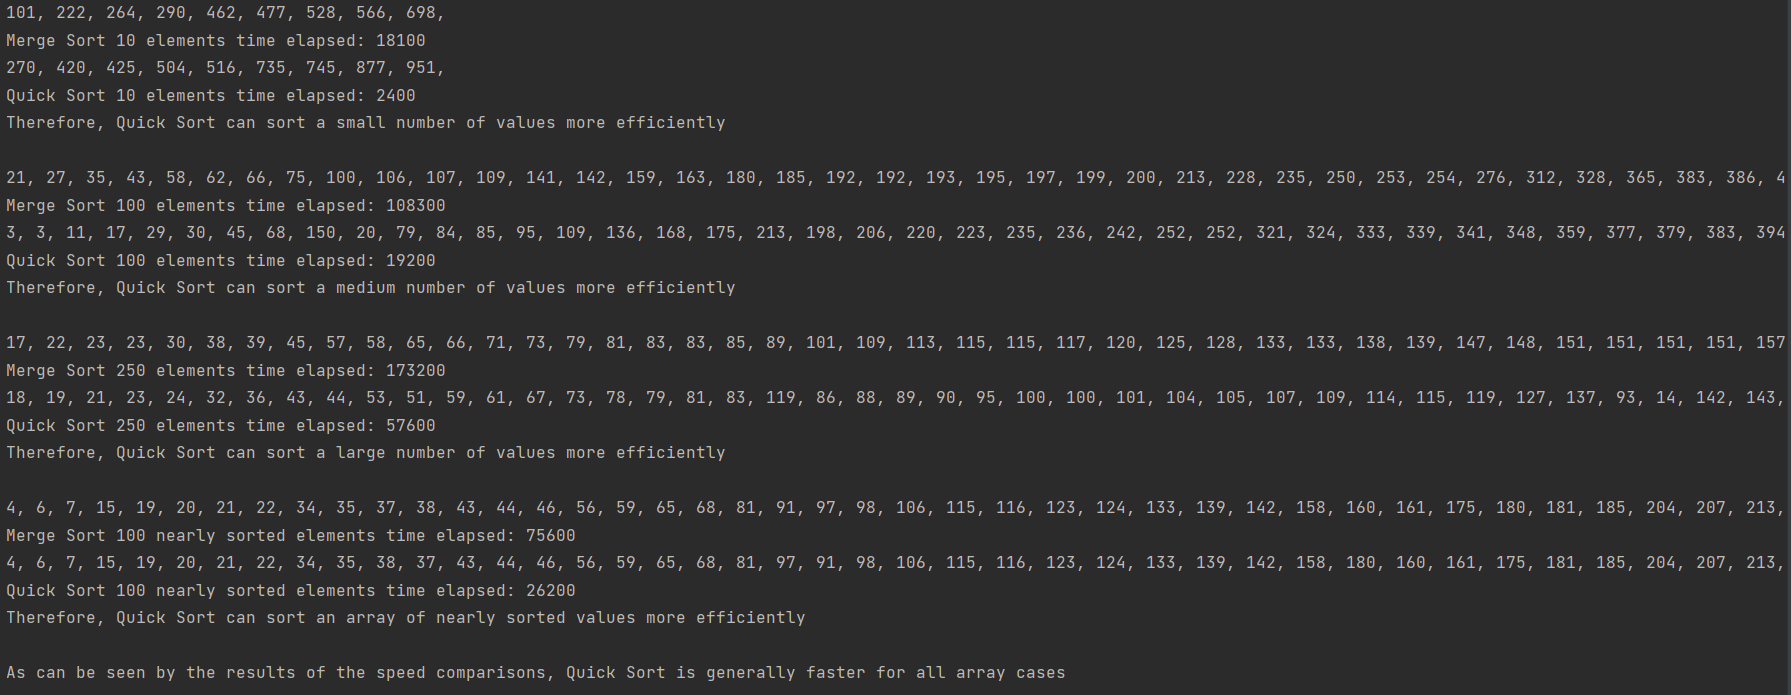 101, 222, 264, 290, 462, 477, 528, 566, 698,
Merge Sort 10 elements time elapsed: 18100
270, 420, 425, 504, 516, 735, 745, 877, 951,
Quick Sort 10 elements time elapsed: 2400
Therefore, Quick Sort can sort a small number of values more efficiently
21, 27, 35, 43, 58, 62, 66, 75, 100, 106, 107, 109, 141, 142, 159, 163, 180, 185, 192, 192, 193, 195, 197, 199, 200, 213, 228, 235, 250, 253, 254, 276, 312, 328, 365, 383, 386, 4
Merge Sort 100 elements time elapsed: 108300
3, 3, 11, 17, 29, 30, 45, 68, 150, 20, 79, 84, 85, 95, 109, 136, 168, 175, 213, 198, 206, 220, 223, 235, 236, 242, 252, 252, 321, 324, 333, 339, 341, 348, 359, 377, 379, 383, 394
Quick Sort 100 elements time elapsed: 19200
Therefore, Quick Sort can sort a medium number of values more efficiently
17, 22, 23, 23, 30, 38, 39, 45, 57, 58, 65, 66, 71, 73, 79, 81, 83, 83, 85, 89, 101, 109, 113, 115, 115, 117, 120, 125, 128, 133, 133, 138, 139, 147, 148, 151, 151, 151, 151, 157
Merge Sort 250 elements time elapsed: 173200
18, 19, 21, 23, 24, 32, 36, 43, 44, 53, 51, 59, 61, 67, 73, 78, 79, 81, 83, 119, 86, 88, 89, 90, 95, 100, 100, 101, 104, 105, 107, 109, 114, 115, 119, 127, 137, 93, 14, 142, 143,
Quick Sort 250 elements time elapsed: 57600
Therefore, Quick Sort can sort a large number of values more efficiently
4, 6, 7, 15, 19, 20, 21, 22, 34, 35, 37, 38, 43, 44, 46, 56, 59, 65, 68, 81, 91, 97, 98, 106, 115, 116, 123, 124, 133, 139, 142, 158, 160, 161, 175, 180, 181, 185, 204, 207, 213,
Merge Sort 100 nearly sorted elements time elapsed: 75600
4, 6, 7, 15, 19, 20, 21, 22, 34, 35, 38, 37, 43, 44, 46, 56, 59, 65, 68, 81, 97, 91, 98, 106, 115, 116, 123, 124, 133, 139, 142, 158, 180, 160, 161, 175, 181, 185, 204, 207, 213,
Quick Sort 100 nearly sorted elements time elapsed: 26200
Therefore, Quick Sort can sort an array of nearly sorted values more efficiently
As can be seen by the results of the speed comparisons, Quick Sort is generally faster for all array cases